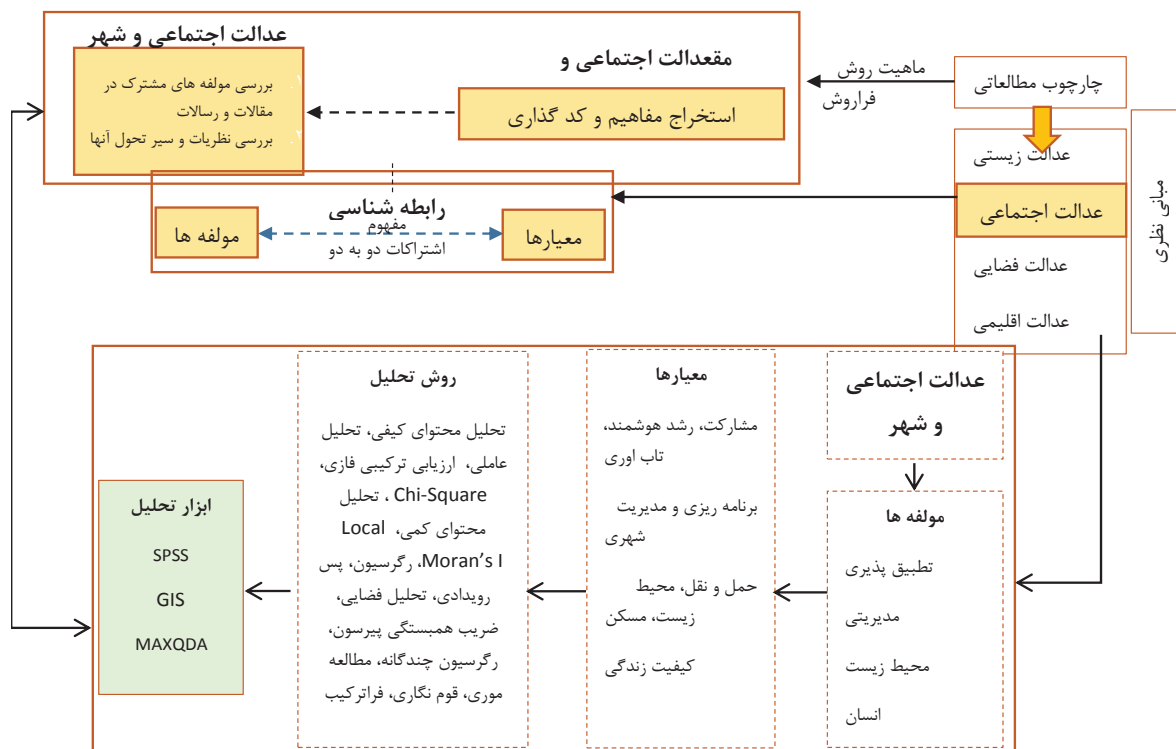 عدالت اجتماعی و شهر
۱.
بررسی مولفه های مشترک در
مقالات و رسالات
۲.
بررسی نظریات و سیر تحول آنها
مقعدالت اجتماعی و
استخراج مفاهیم و کد گذاری
ماهیت روش
فراروش
چارچوب مطالعاتی
مبانی نظری
عدالت زیستی
عدالت اجتماعی
عدالت فضایی
عدالت اقلیمی
رابطه شناسی
مفهوم
اشتراکات دو به دو
معیارها
مولفه ها
عدالت اجتماعی
و شهر
مولفه ها
تطبیق پذیری
مدیریتی
محیط زیست
انسان
معیارها
مشارکت، رشد هوشمند،
تاب اوری
برنامه ریزی و مدیریت
شهری
حمل و نقل، محیط
زیست، مسکن
کیفیت زندگی
روش تحلیل
تحلیل محتوای کیفی، تحلیل
عاملی، ارزیابی ترکیبی فازی،
Chi-Square ، تحلیل
محتوای کمی، Local
Moran's I، رگرسیون، پس
رویدادی، تحلیل فضایی،
ضریب همبستگی پیرسون،
رگرسیون چندگانه، مطالعه
موری، قوم نگاری، فراترکیب
ابزار تحلیل
SPSS
GIS
MAXQDA